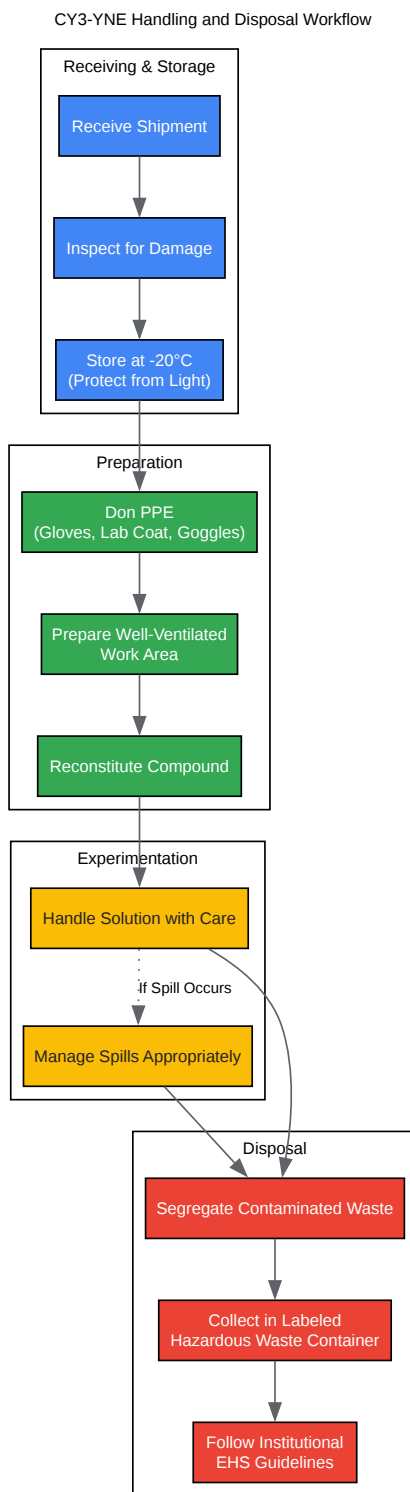 CY3-YNE Handling and Disposal Workflow
Receiving & Storage
Receive Shipment
Inspect for Damage
Store at -20°C
(Protect from Light)
Preparation
Don PPE
(Gloves, Lab Coat, Goggles)
Prepare Well-Ventilated
Work Area
Reconstitute Compound
Experimentation
Handle Solution with Care
If Spill Occurs
Manage Spills Appropriately
Disposal
Segregate Contaminated Waste
Collect in Labeled
Hazardous Waste Container
Follow Institutional
EHS Guidelines